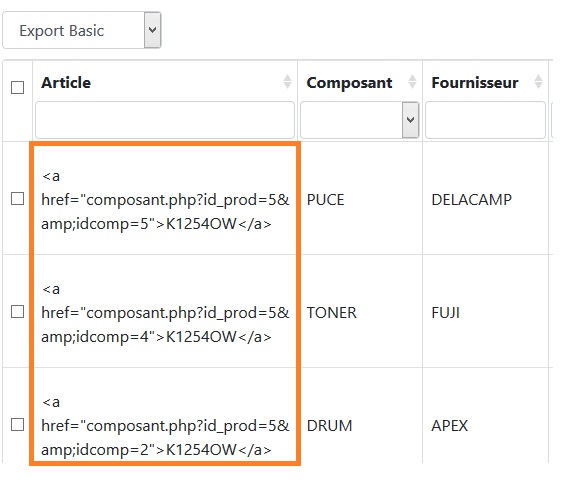 Export Basic
Article Composant Fournisseur
<a
href="composant.php?id_prod=5&
amp;idcomp=5">K1254OW</a>
PUCE DELACAMP
<a
href="composant.php?id_prod=5&
amp;idcomp=4">K1254OW</a>
TONER FUJI
<a
href="composant.php?id_prod=5&
amp;idcomp=2">K1254OW</a>
DRUM APEX